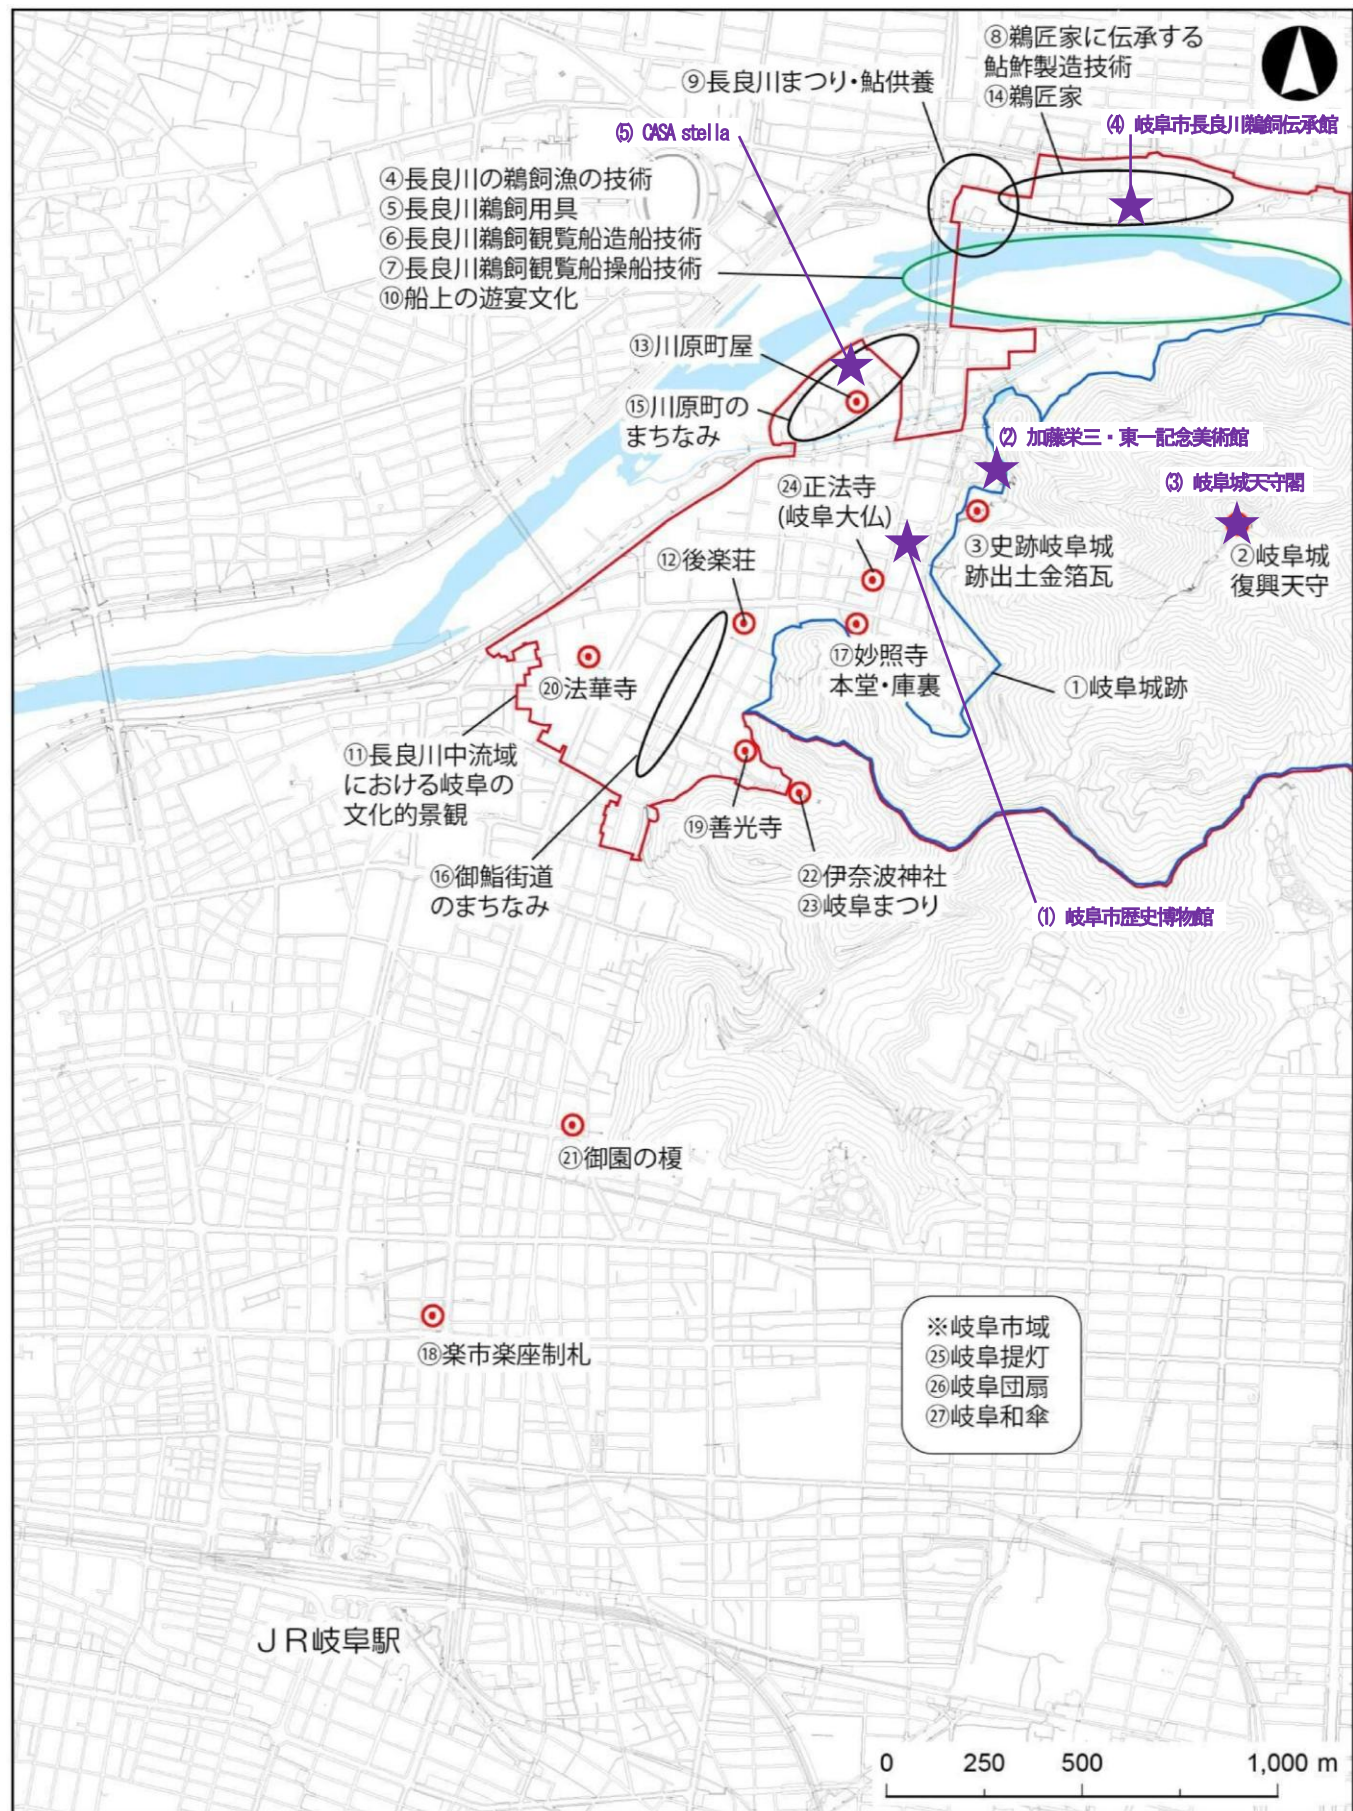 ⑧鵜匠家に伝承する
鮎鮓製造技術
⑭鵜匠家
⑨長良川まつり・鮎供養
⑷ 岐阜市長良川鵜飼伝承館
⑸ CASA stella
④長良川の鵜飼漁の技術
⑤長良川鵜飼用具
⑥長良川鵜飼観覧船造船技術
⑦長良川鵜飼観覧船操船技術
⑩船上の遊宴文化
⑬川原町屋
⑮川原町の
まちなみ
⑵ 加藤栄三・東一記念美術館
⑶ 岐阜城天守閣
㉔正法寺
(岐阜大仏)
③史跡岐阜城
跡出土金箔瓦
②岐阜城
復興天守
⑫後楽荘
⑰妙照寺
本堂・庫裏
①岐阜城跡
⑳法華寺
⑪長良川中流域
における岐阜の
文化的景観
⑲善光寺
⑯御鮨街道
のまちなみ
㉒伊奈波神社
㉓岐阜まつり
⑴ 岐阜市歴史博物館
㉑御園の榎
⑱楽市楽座制札
※岐阜市域
㉕岐阜提灯
㉖岐阜団扇
㉗岐阜和傘
ＪＲ岐阜駅
0 250 500 1,000 m